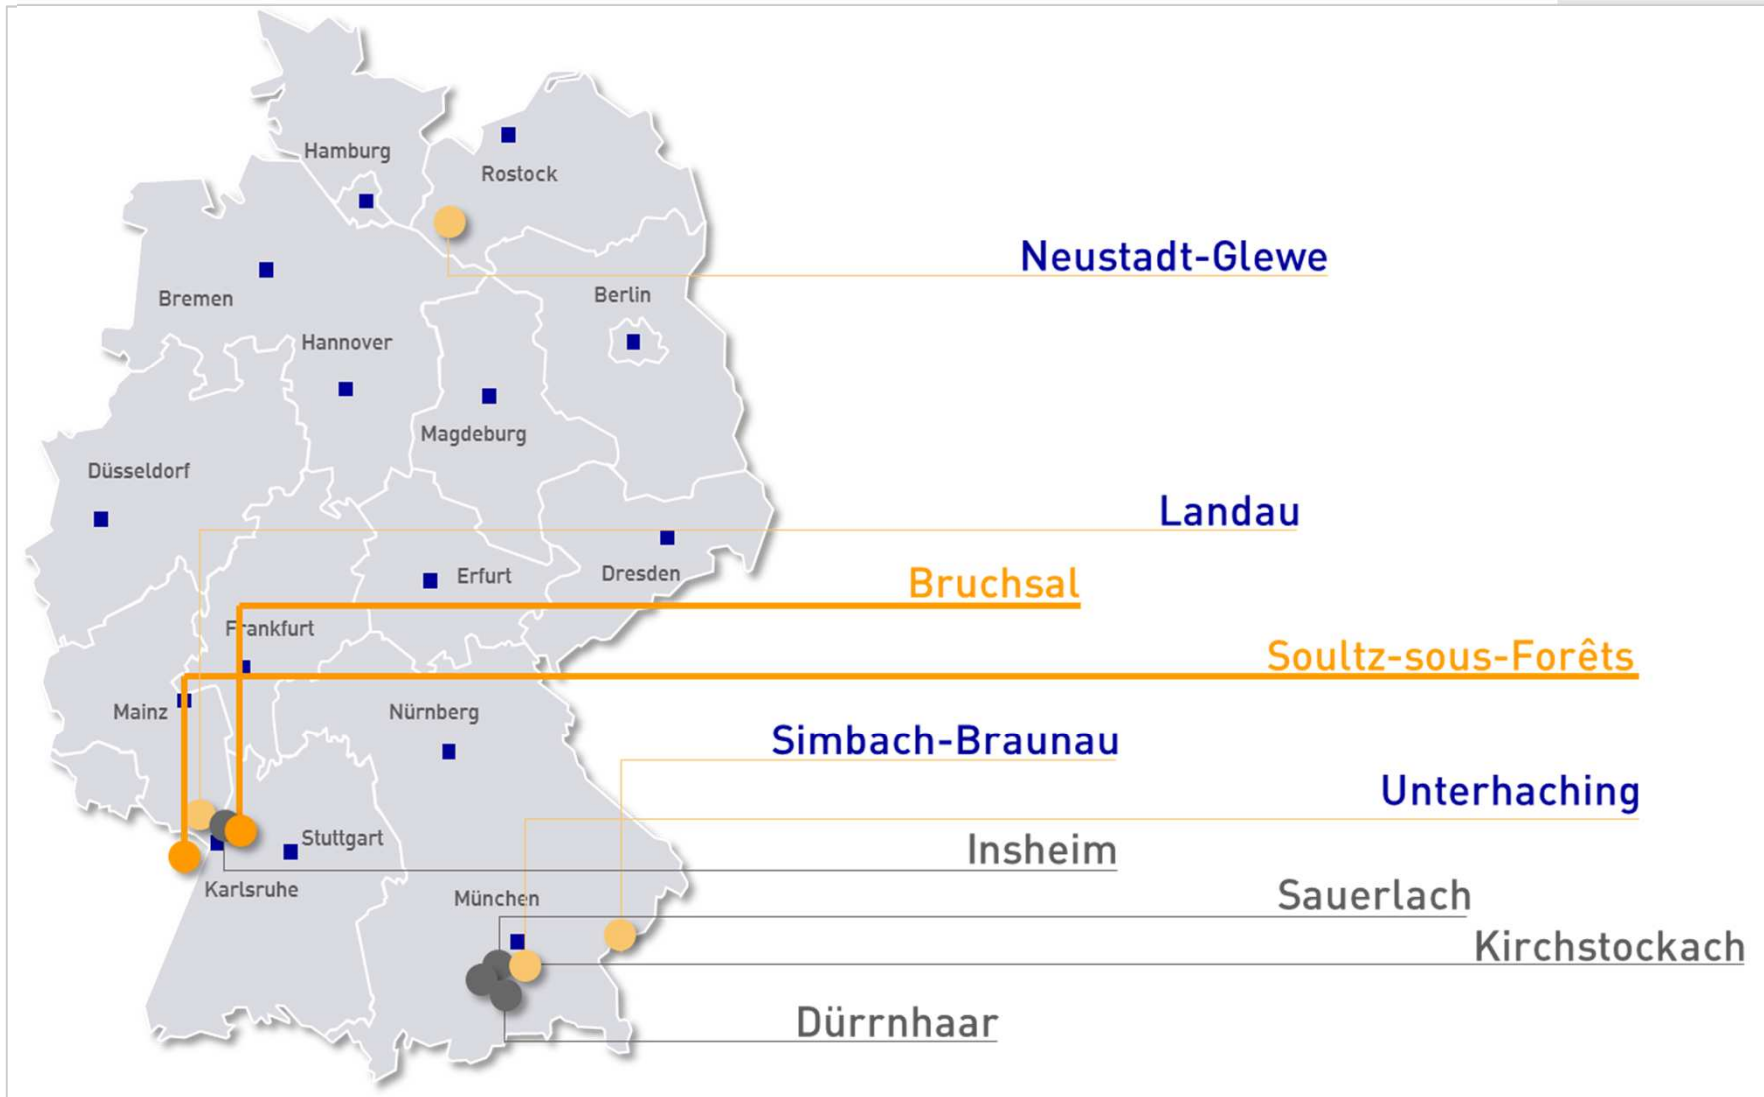 Hamburg
Rostock
Neustadt-Glewe
Bremen
Berlin
Hannover
Magdeburg
Düsseldorf
Landau
Erfurt
Dresden
Bruchsal
Frankfurt
Soultz-sous-Forêts
Mainz
Nürnberg
Simbach-Braunau
Unterhaching
Stuttgart
Insheim
Karlsruhe
München
Sauerlach
Kirchstockach
Dürrnhaar